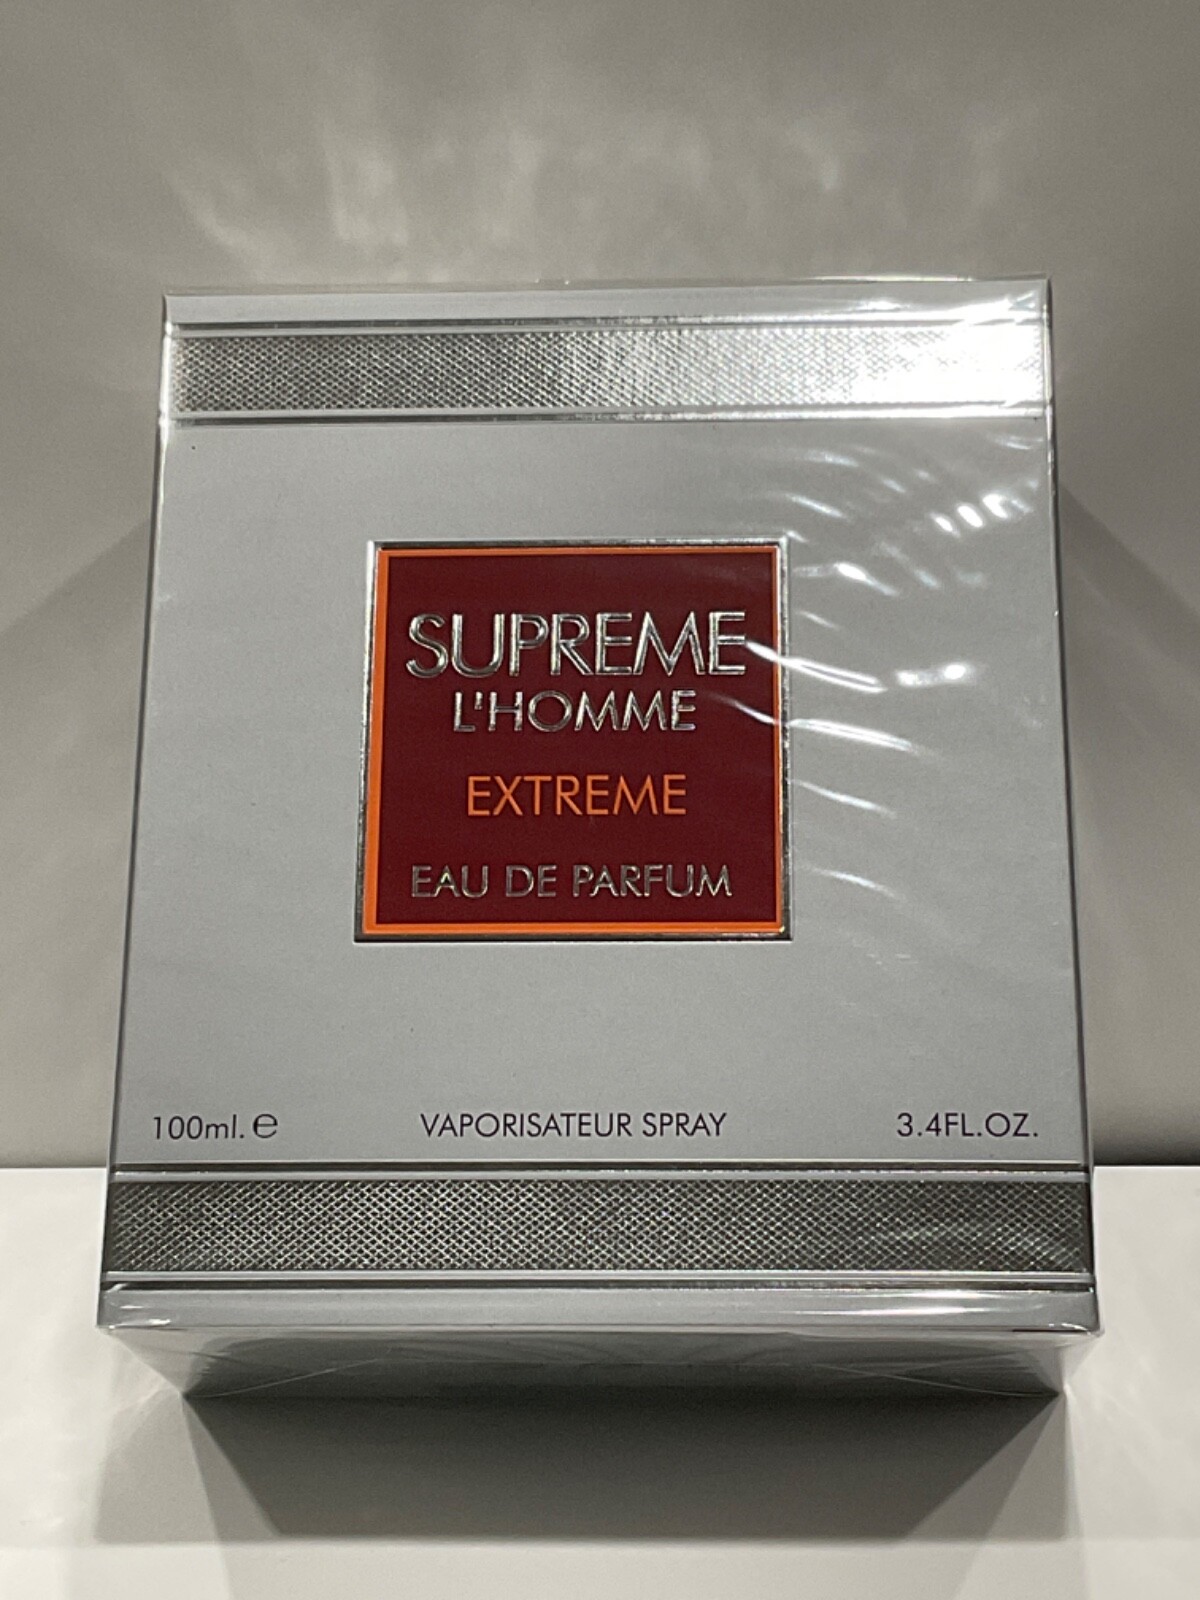 SUPREME
L'HOMME
EXTREME
EAU DE PARFUM
100ml. ℮ VAPORISATEUR SPRAY 3.4FL.OZ.